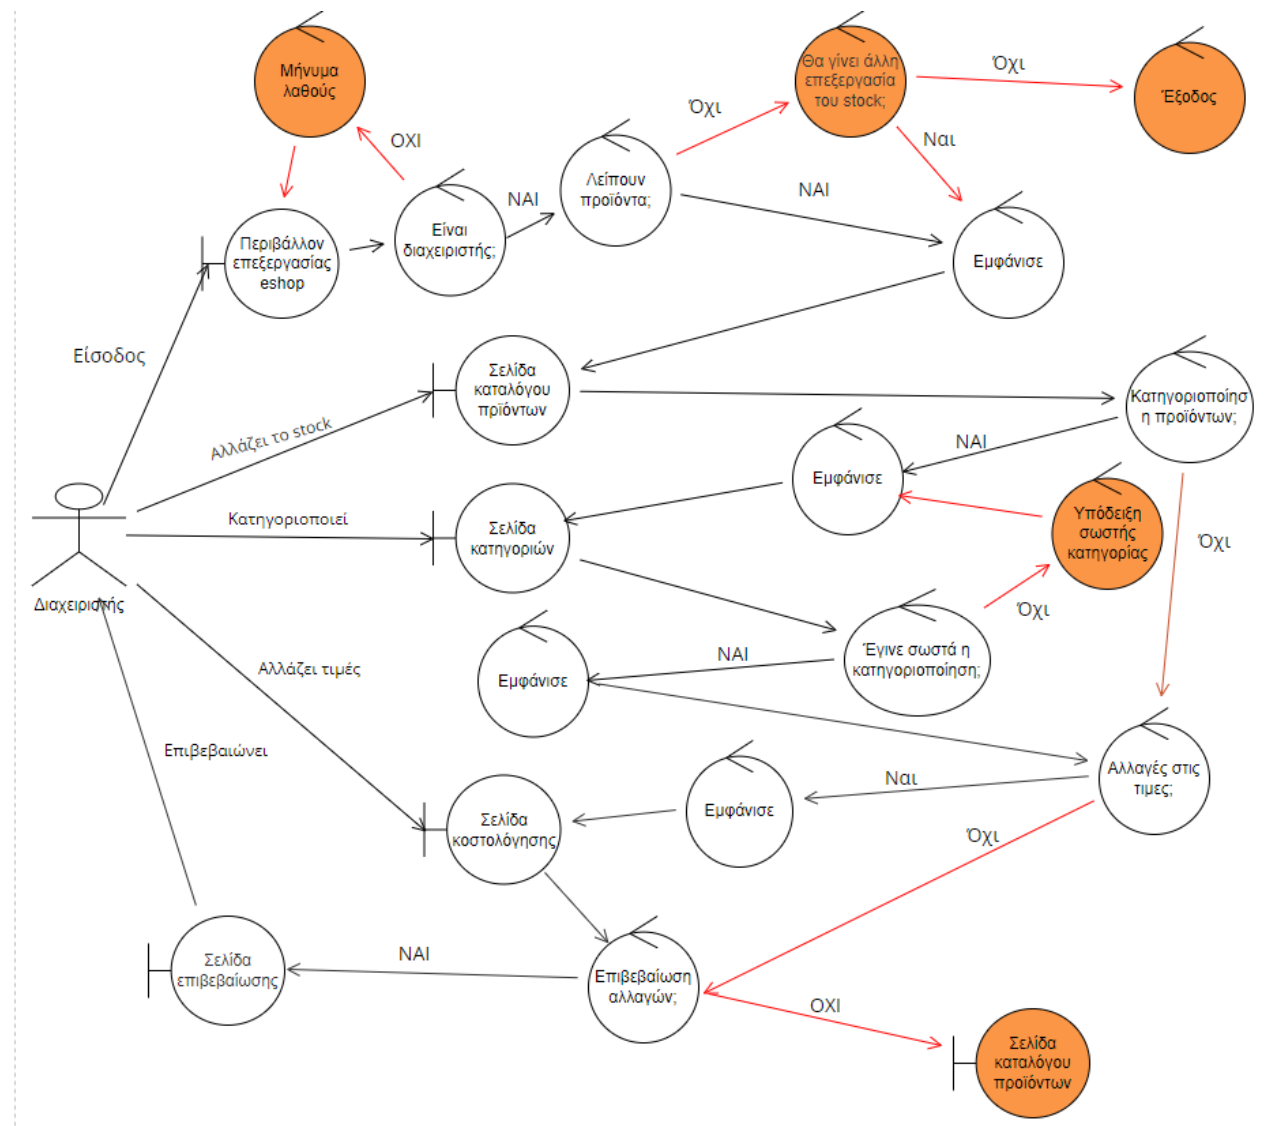 Μήνυμα
λαθούς
Θα γίνει άλλη
επεξεργασία
του stock;
Όχι
Έξοδος
Όχι
ΟΧΙ
Ναι
Λείπουν
προϊόντα;
ΝΑΙ
ΝΑΙ
Περιβάλλον
επεξεργασίας
eshop
Είναι
διαχειριστής;
Εμφάνισε
Είσοδος
Σελίδα
καταλόγου
πρϊόντων
Κατηγοριοποίησ
η προϊόντων;
Αλλάζει το stock
ΝΑΙ
Εμφάνισε
Κατηγοριοποιεί
Σελίδα
κατηγοριών
Υπόδειξη
σωστής
κατηγορίας
Όχι
Διαχειριστής
Όχι
Έγινε σωστά η
κατηγοριοποίηση;
ΝΑΙ
Εμφάνισε
Αλλάζει τιμές
Επιβεβαιώνει
Αλλαγές στις
τιμες;
Ναι
Εμφάνισε
Σελίδα
κοστολόγησης
Όχι
Σελίδα
επιβεβαίωσης
ΝΑΙ
Επιβεβαίωση
αλλαγών;
ΟΧΙ
Σελίδα
καταλόγου
προϊόντων